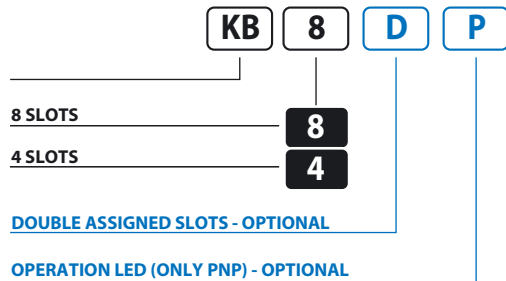 KB 8 D P
8 SLOTS 8
4 SLOTS 4
DOUBLE ASSIGNED SLOTS - OPTIONAL
OPERATION LED (ONLY PNP) - OPTIONAL